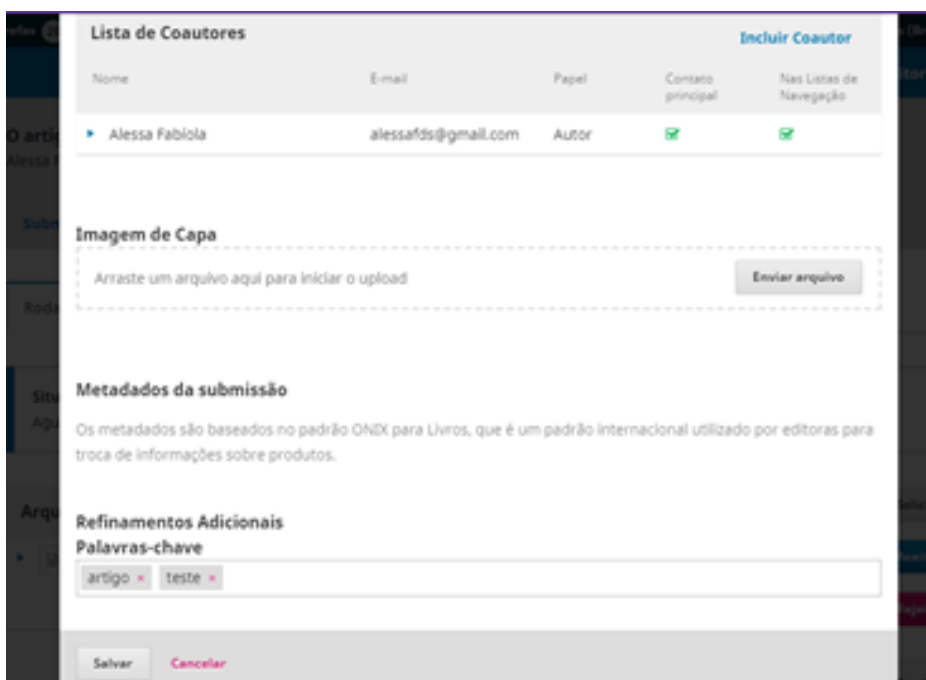 Lista de Coautores
Incluir Coautor
Nome E-mail Papel Contato principal Nas Listas de Navegação
Alessa Fabíola alessafds@gmail.com Autor
Imagem de Capa
Arraste um arquivo aqui para iniciar o upload
Enviar arquivo
Metadados da submissão
Os metadados são baseados no padrão ONIX para Livros, que é um padrão internacional utilizado por editoras para
troca de informações sobre produtos.
Refinamentos Adicionais
Palavras-chave
artigo × teste ×
Salvar Cancelar